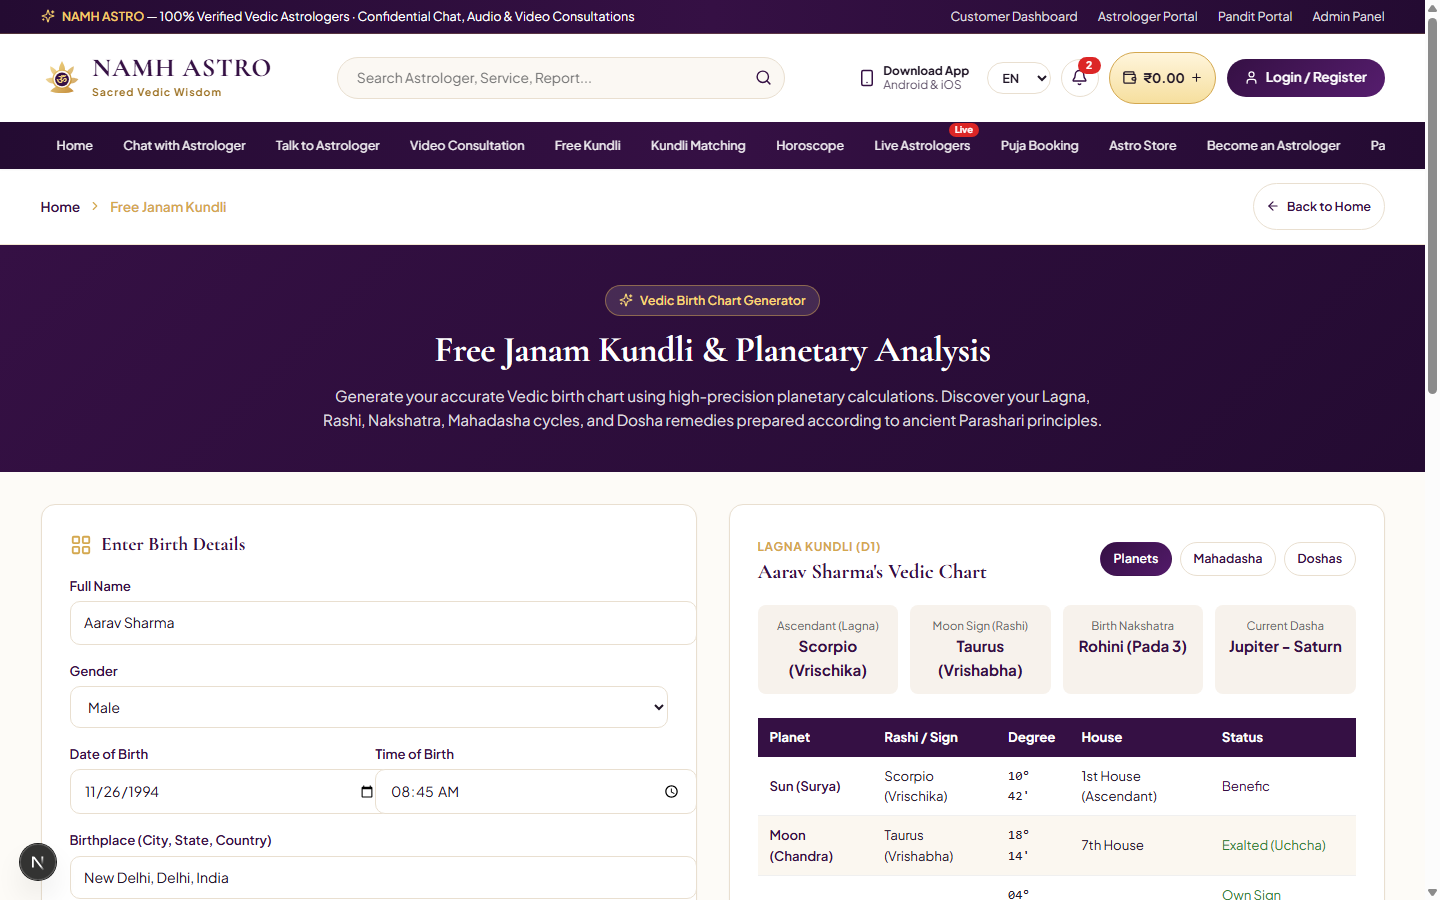 NAMH ASTRO — 100% Verified Vedic Astrologers · Confidential Chat, Audio & Video Consultations
Customer Dashboard Astrologer Portal Pandit Portal Admin Panel
NAMH ASTRO
Sacred Vedic Wisdom
Search Astrologer, Service, Report...
Download App
Android & iOS
EN
2
₹0.00 +
Login / Register
Live
Home Chat with Astrologer Talk to Astrologer Video Consultation Free Kundli Kundli Matching Horoscope Live Astrologers Puja Booking Astro Store Become an Astrologer Pa
Home > Free Janam Kundli
← Back to Home
Vedic Birth Chart Generator
Free Janam Kundli & Planetary Analysis
Generate your accurate Vedic birth chart using high-precision planetary calculations. Discover your Lagna,
Rashi, Nakshatra, Mahadasha cycles, and Dosha remedies prepared according to ancient Parashari principles.
Enter Birth Details
Full Name
Aarav Sharma
Gender
Male
Date of Birth Time of Birth
11/26/1994 08:45 AM
Birthplace (City, State, Country)
New Delhi, Delhi, India
N
LAGNA KUNDLI (D1)
Aarav Sharma's Vedic Chart
Planets Mahadasha Doshas
Ascendant (Lagna)
Scorpio
(Vrischika)
Moon Sign (Rashi)
Taurus
(Vrishabha)
Birth Nakshatra
Rohini (Pada 3)
Current Dasha
Jupiter - Saturn
Planet Rashi / Sign Degree House Status
Sun (Surya) Scorpio (Vrischika) 10° 42' 1st House (Ascendant) Benefic
Moon (Chandra) Taurus (Vrishabha) 18° 14' 7th House Exalted (Uchcha)
04° Own Sign